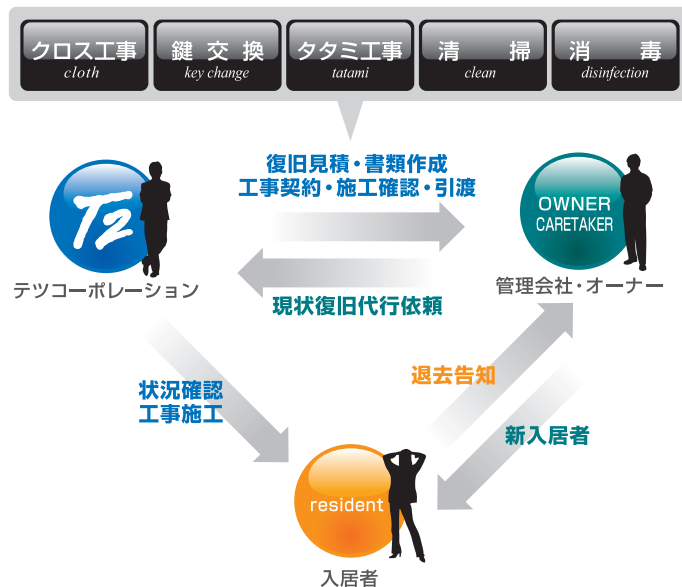 クロス工事 鍵交換 タタミ工事 清掃 消毒
cloth key change tatami clean disinfection
復旧見積・書類作成
工事契約・施工確認・引渡
T2
OWNER
CARETAKER
テツコーポレーション
管理会社・オーナー
現状復旧代行依頼
退去告知
状況確認
工事施工
新入居者
resident
入居者